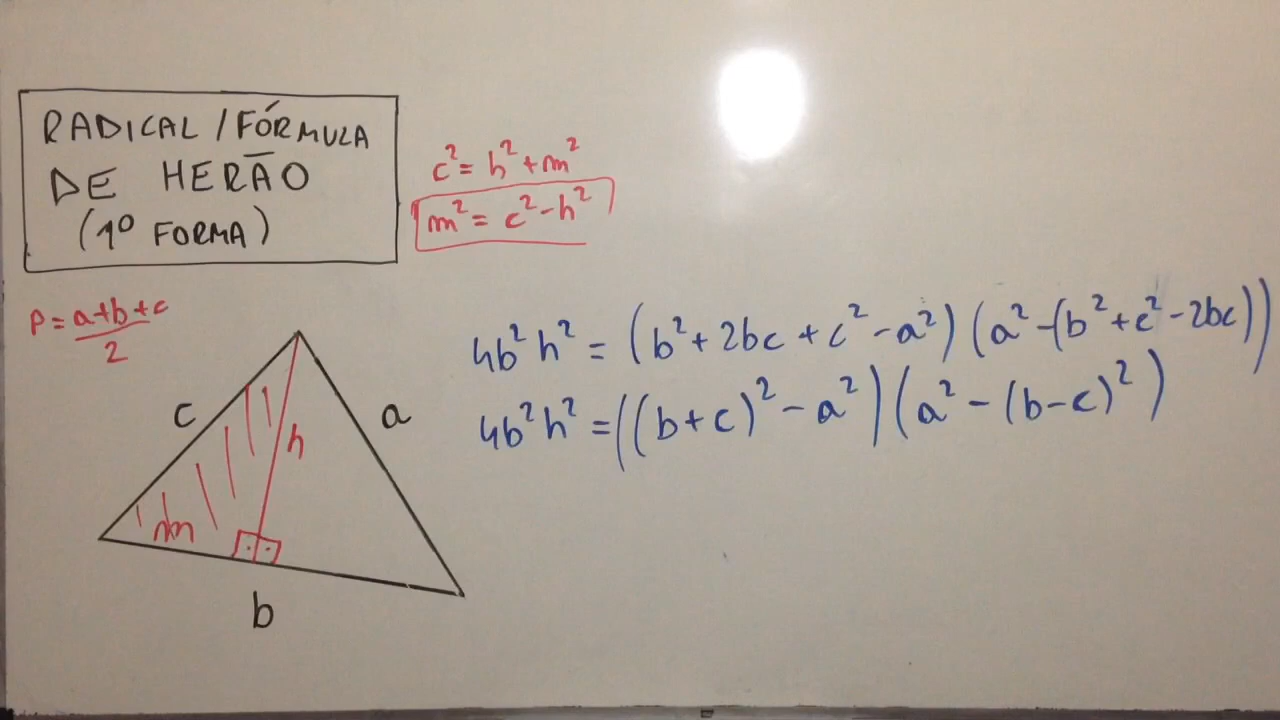 RADICAL / FÓRMULA
DE HERÃO
(1º FORMA)
c² = h² + m²
m² = c² - h²
P = a+b+c
2
4b²h² = (b² + 2bc + c² - a²) (a² - (b² + c² - 2bc))
4b²h² = ((b+c)² - a²) (a² - (b-c)²)
c
a
h
m
b